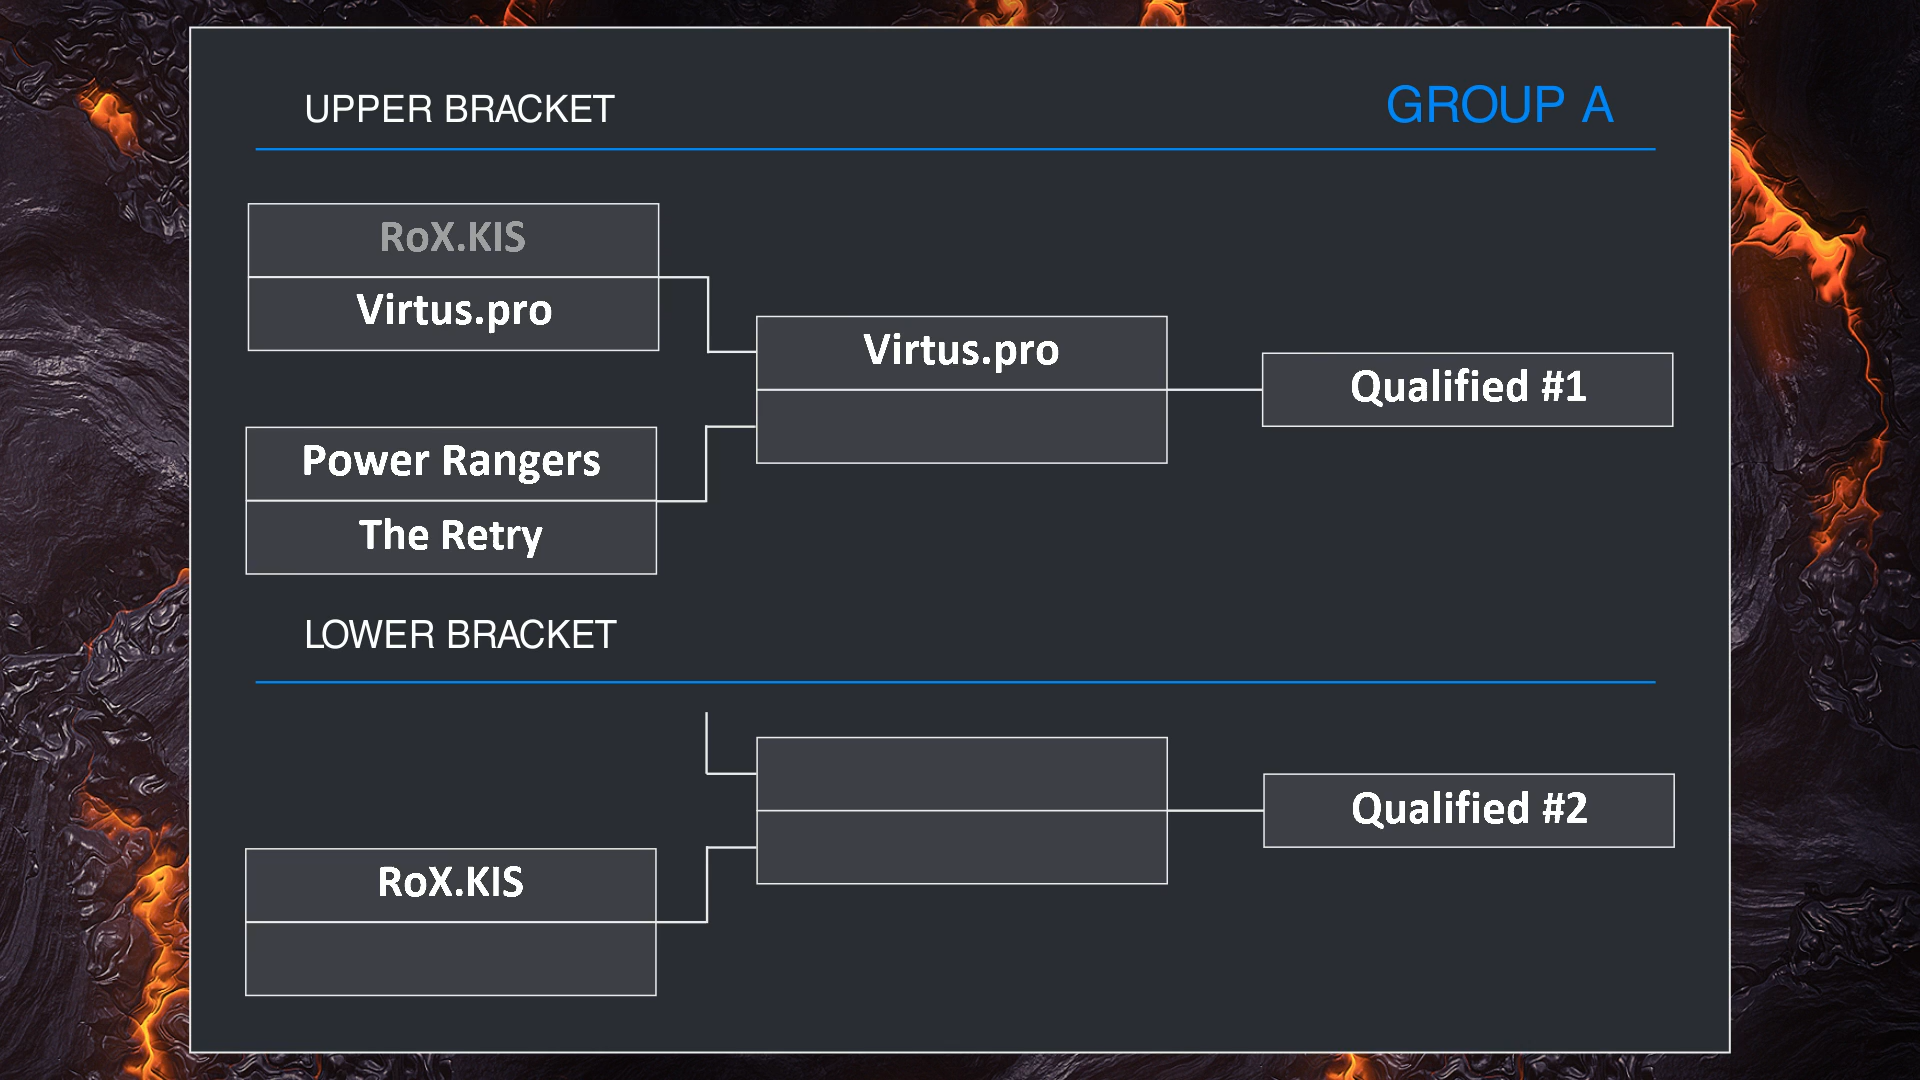 UPPER BRACKET
GROUP A
RoX.KIS
Virtus.pro
Virtus.pro
Qualified #1
Power Rangers
The Retry
LOWER BRACKET
Qualified #2
RoX.KIS